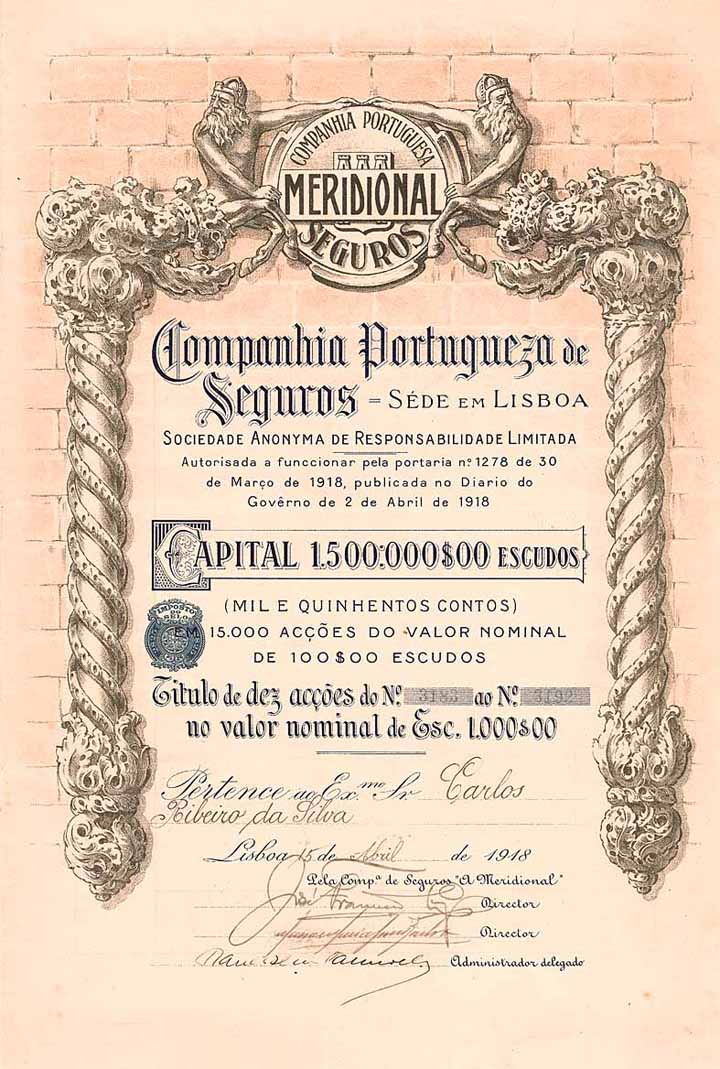 COMPANHIA PORTUGUESA
MERIDIONAL
SEGUROS
Companhia Portugueza de
Seguros = SÉDE EM LISBOA
SOCIEDADE ANONYMA DE RESPONSABILIDADE LIMITADA
Autorisada a funccionar pela portaria nº 1278 de 30
de Março de 1918, publicada no Diario do
Govêrno de 2 de Abril de 1918
CAPITAL 1.500:000$00 ESCUDOS
(MIL E QUINHENTOS CONTOS)
IMPOSTO DO SELO
EM 15.000 ACÇÕES DO VALOR NOMINAL
DE 100$00 ESCUDOS
Titulo de dez acções do Nº 3183 ao Nº 3192
no valor nominal de Esc. 1.000$00
Pertence ao Ex.mo Sr Carlos
Ribeiro da Silva
Lisboa 15 de Abril de 1918
Pela Comp.ª de Seguros "A Meridional"
Director
Director
Administrador delegado